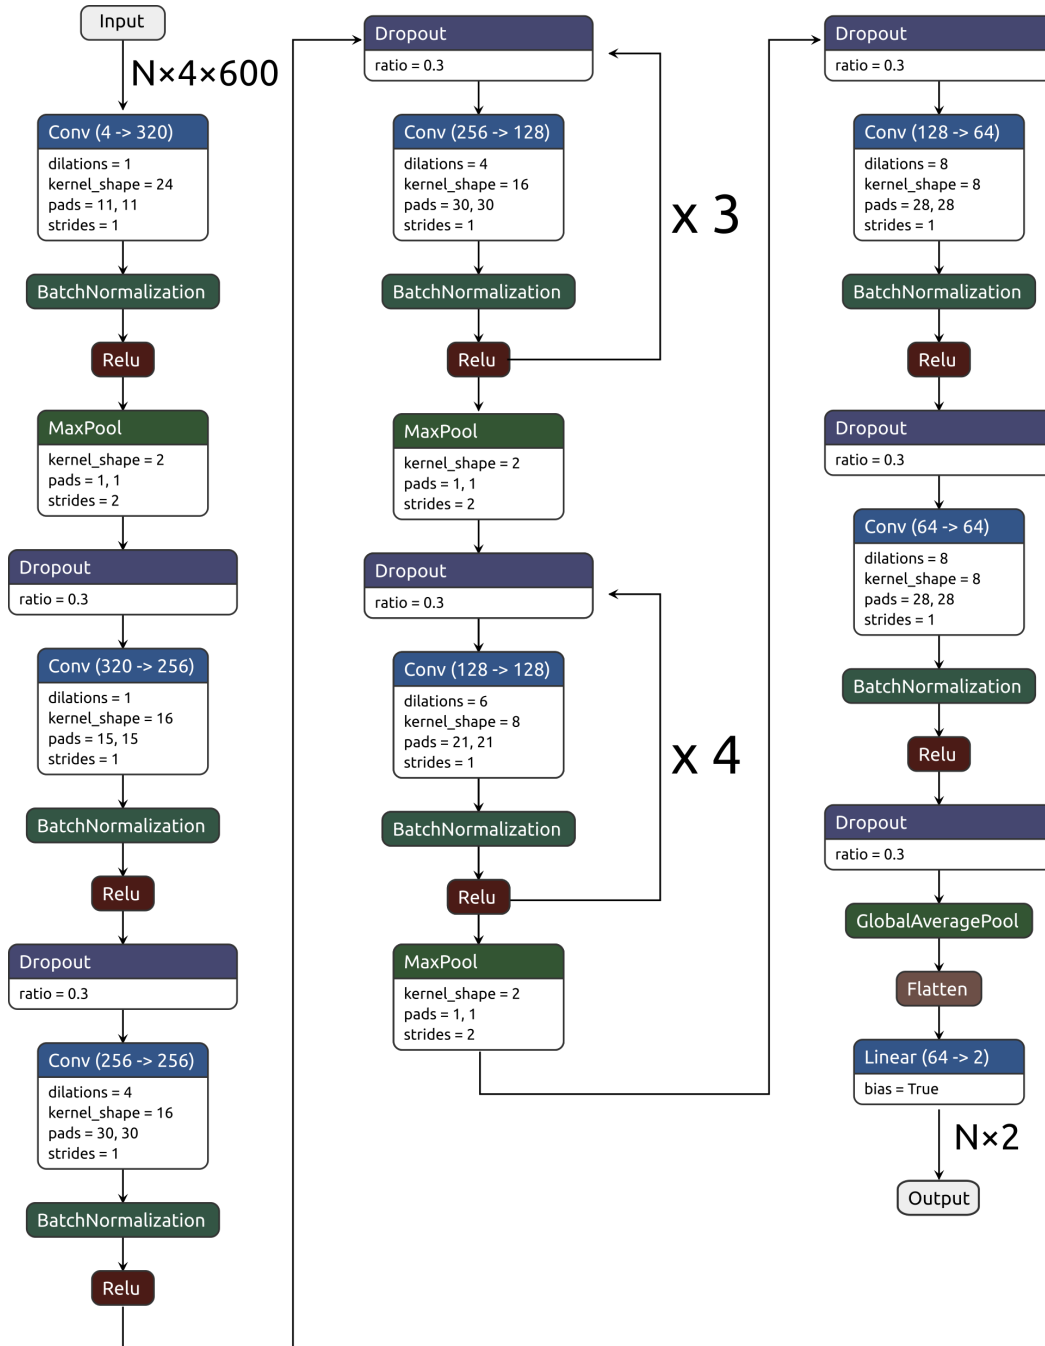 Input
N×4×600
Conv (4 -> 320)
dilations = 1
kernel_shape = 24
pads = 11, 11
strides = 1
BatchNormalization
Relu
MaxPool
kernel_shape = 2
pads = 1, 1
strides = 2
Dropout
ratio = 0.3
Conv (320 -> 256)
dilations = 1
kernel_shape = 16
pads = 15, 15
strides = 1
BatchNormalization
Relu
Dropout
ratio = 0.3
Conv (256 -> 256)
dilations = 4
kernel_shape = 16
pads = 30, 30
strides = 1
BatchNormalization
Relu
Dropout
ratio = 0.3
Conv (256 -> 128)
dilations = 4
kernel_shape = 16
pads = 30, 30
strides = 1
x 3
BatchNormalization
Relu
MaxPool
kernel_shape = 2
pads = 1, 1
strides = 2
Dropout
ratio = 0.3
Conv (128 -> 128)
dilations = 6
kernel_shape = 8
pads = 21, 21
strides = 1
x 4
BatchNormalization
Relu
MaxPool
kernel_shape = 2
pads = 1, 1
strides = 2
Dropout
ratio = 0.3
Conv (128 -> 64)
dilations = 8
kernel_shape = 8
pads = 28, 28
strides = 1
BatchNormalization
Relu
Dropout
ratio = 0.3
Conv (64 -> 64)
dilations = 8
kernel_shape = 8
pads = 28, 28
strides = 1
BatchNormalization
Relu
Dropout
ratio = 0.3
GlobalAveragePool
Flatten
Linear (64 -> 2)
bias = True
N×2
Output